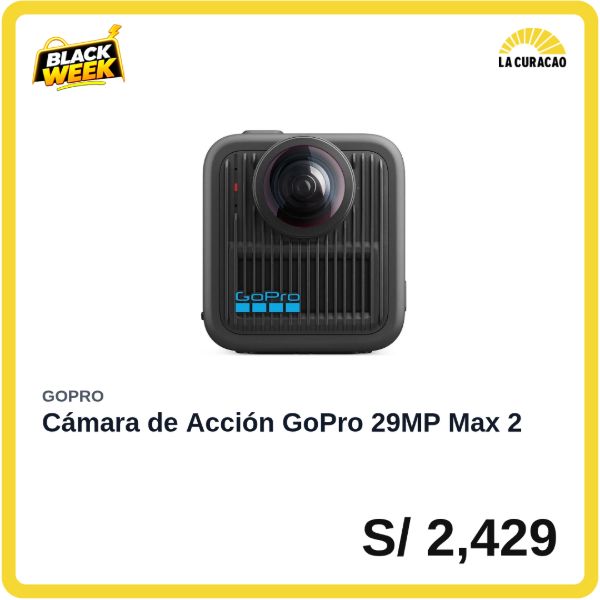 BLACK
WEEK
LA CURACAO
GoPro
GOPRO
Cámara de Acción GoPro 29MP Max 2
S/ 2,429